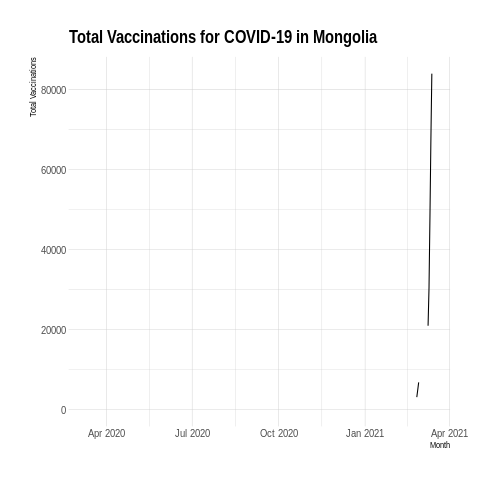 Total Vaccinations for COVID-19 in Mongolia
Total Vaccinations
80000
60000
40000
20000
0
Apr 2020 Jul 2020 Oct 2020 Jan 2021 Apr 2021
Month